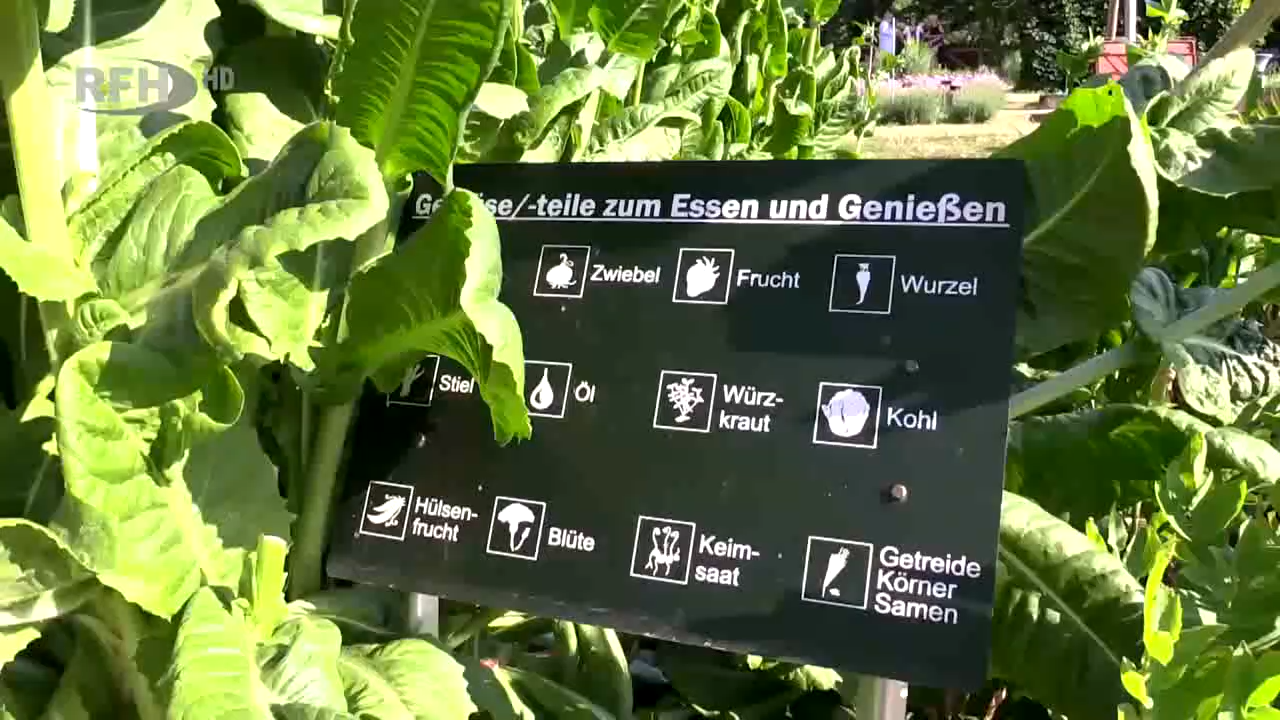 RFH HD
/-teile zum Essen und Genießen
Zwiebel
Frucht
Wurzel
Stiel
Öl
Würz-
kraut
Kohl
Hülsen-
frucht
Blüte
Keim-
saat
Getreide
Körner
Samen